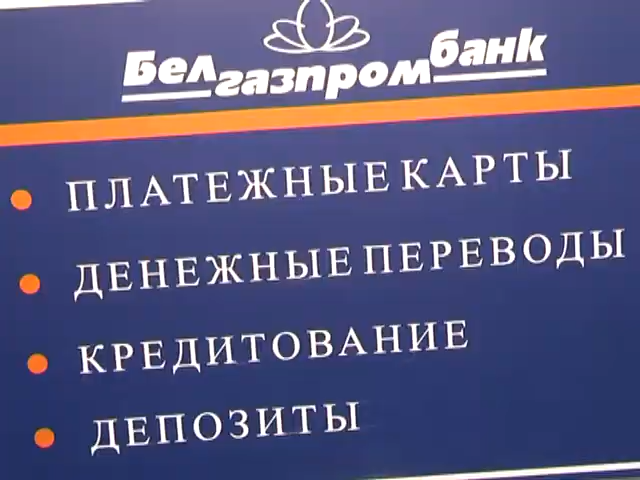 Белгазпромбанк
ПЛАТЕЖНЫЕ КАРТЫ
ДЕНЕЖНЫЕ ПЕРЕВОДЫ
КРЕДИТОВАНИЕ
ДЕПОЗИТЫ